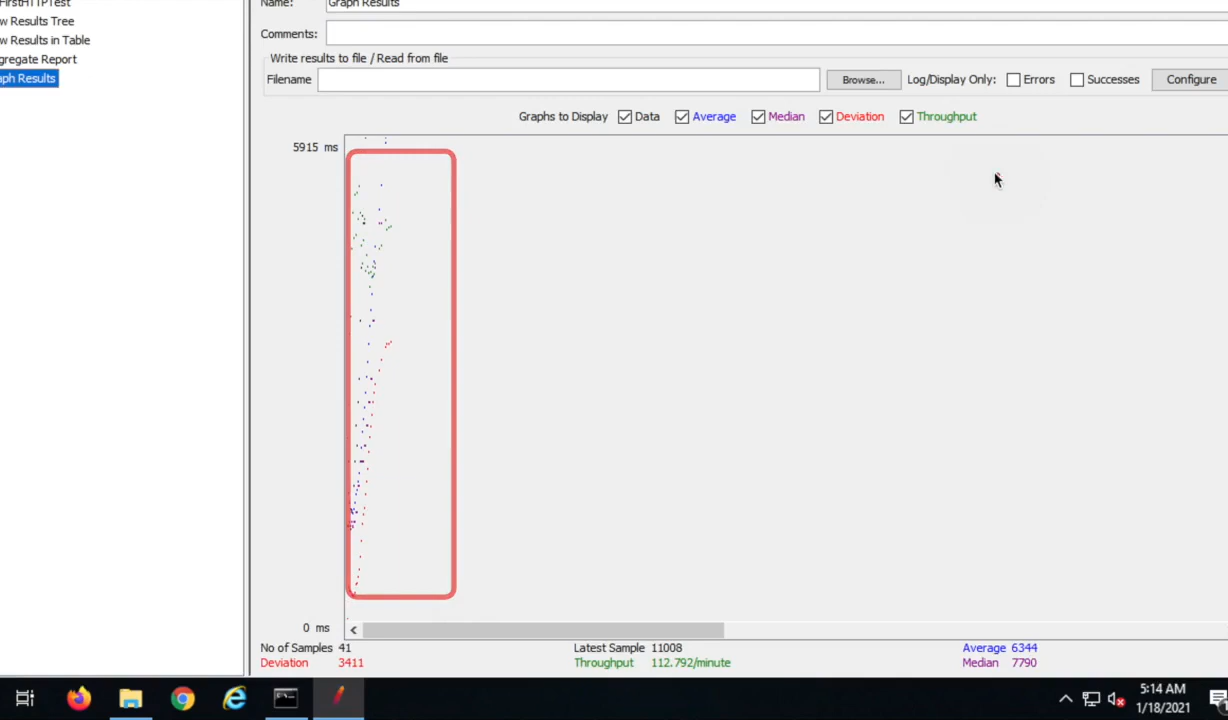 FirstHTTPTest
w Results Tree
w Results in Table
gregate Report
aph Results
Name: Graph Results
Comments:
Write results to file / Read from file
Filename Browse... Log/Display Only: Errors Successes Configure
Graphs to Display Data Average Median Deviation Throughput
5915 ms
0 ms
No of Samples 41 Latest Sample 11008 Average 6344
Deviation 3411 Throughput 112.792/minute Median 7790
5:14 AM
1/18/2021